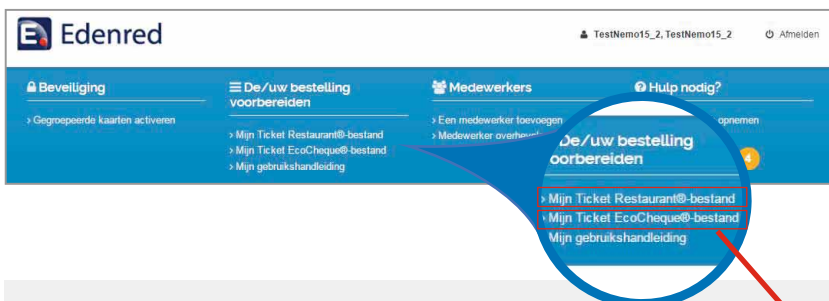 Edenred
TestNemo15_2, TestNemo15_2
Afmelden
Beveiliging
> Gegroepeerde kaarten activeren
De/uw bestelling
voorbereiden
> Mijn Ticket Restaurant®-bestand
> Mijn Ticket EcoCheque®-bestand
> Mijn gebruikshandleiding
Medewerkers
> Een medewerker toevoegen
> Medewerker
Hulp nodig?
opnemen
4
De/uw bestelling
oorbereiden
> Mijn Ticket Restaurant®-bestand
> Mijn Ticket EcoCheque®-bestand
Mijn gebruikshandleiding